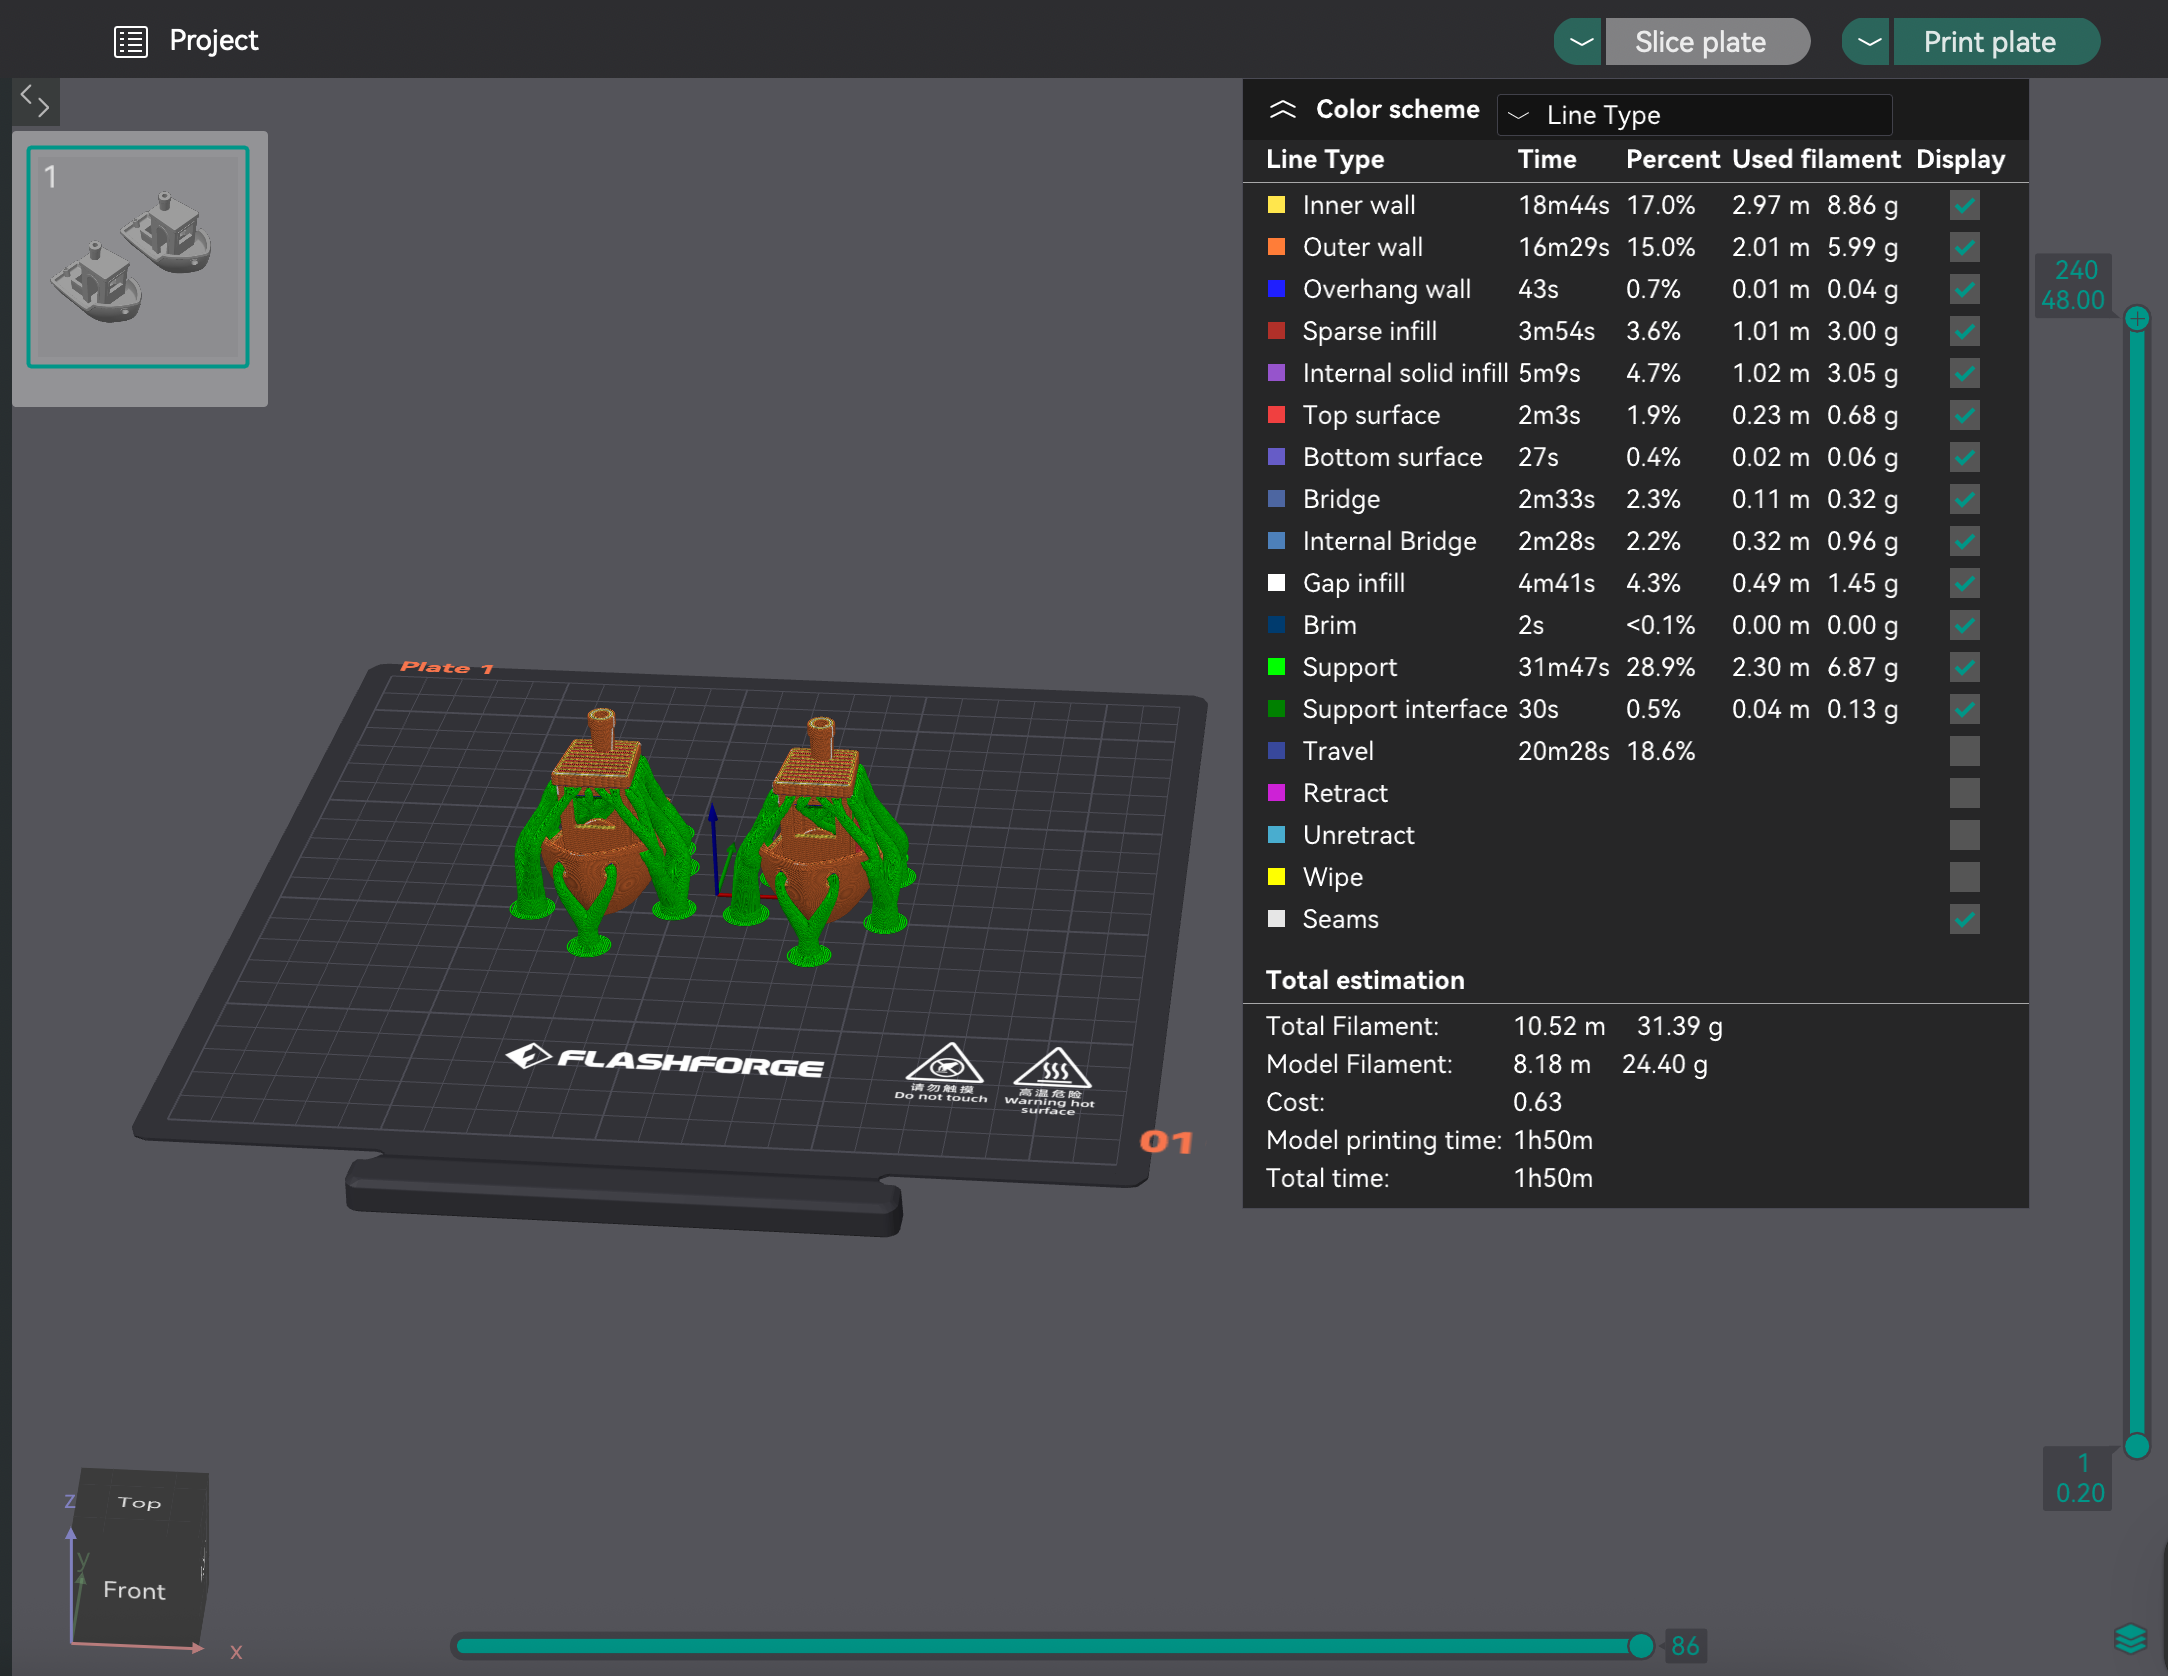 Project
Slice plate
Print plate
1
Color scheme
Line Type
Line Type Time Percent Used filament Display
Inner wall 18m44s 17.0% 2.97 m 8.86 g
Outer wall 16m29s 15.0% 2.01 m 5.99 g
Overhang wall 43s 0.7% 0.01 m 0.04 g
Sparse infill 3m54s 3.6% 1.01 m 3.00 g
Internal solid infill 5m9s 4.7% 1.02 m 3.05 g
Top surface 2m3s 1.9% 0.23 m 0.68 g
Bottom surface 27s 0.4% 0.02 m 0.06 g
Bridge 2m33s 2.3% 0.11 m 0.32 g
Internal Bridge 2m28s 2.2% 0.32 m 0.96 g
Gap infill 4m41s 4.3% 0.49 m 1.45 g
Brim 2s <0.1% 0.00 m 0.00 g
Support 31m47s 28.9% 2.30 m 6.87 g
Support interface 30s 0.5% 0.04 m 0.13 g
Travel 20m28s 18.6%
Retract
Unretract
Wipe
Seams
Total estimation
Total Filament: 10.52 m 31.39 g
Model Filament: 8.18 m 24.40 g
Cost: 0.63
Model printing time: 1h50m
Total time: 1h50m
240
48.00
Plate 1
FLASHFORGE
请勿触摸
Do not touch
高温危险
Warning hot
surface
01
1
0.20
z
Top
y
Front
x
86